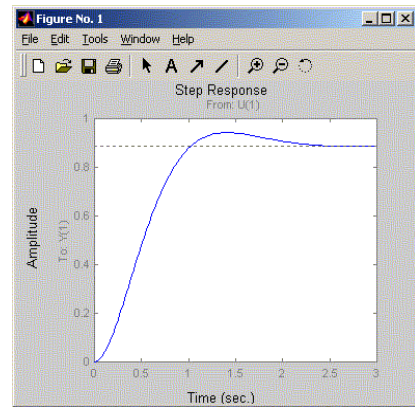 Figure No. 1
File Edit Tools Window Help
A
Step Response
From: U(1)
Amplitude
To: Y(1)
1
0.8
0.6
0.4
0.2
0
0 0.5 1 1.5 2 2.5 3
Time (sec.)